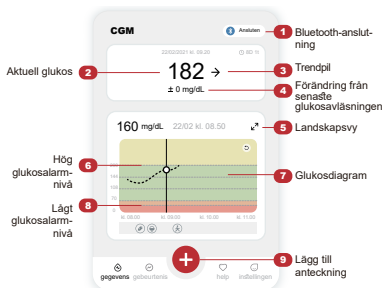 CGM
Ansluten
1
Bluetooth-anslut-
ning
22/02/2021 kl. 09.20
8D 1t
Aktuell glukos
2
182
3
Trendpil
± 0 mg/dL
4
Förändring från
senaste
glukosavläsningen
160 mg/dL
22/02 kl. 08.50
5
Landskapsvy
Hög
glukosalarm-
nivå
6
7
Glukosdiagram
Lågt
glukosalarm-
nivå
8
kl. 08.00
kl. 09.00
kl. 10.00
kl. 11.00
9
Lägg till
anteckning
gegevens
gebeurtenis
help
instellingen